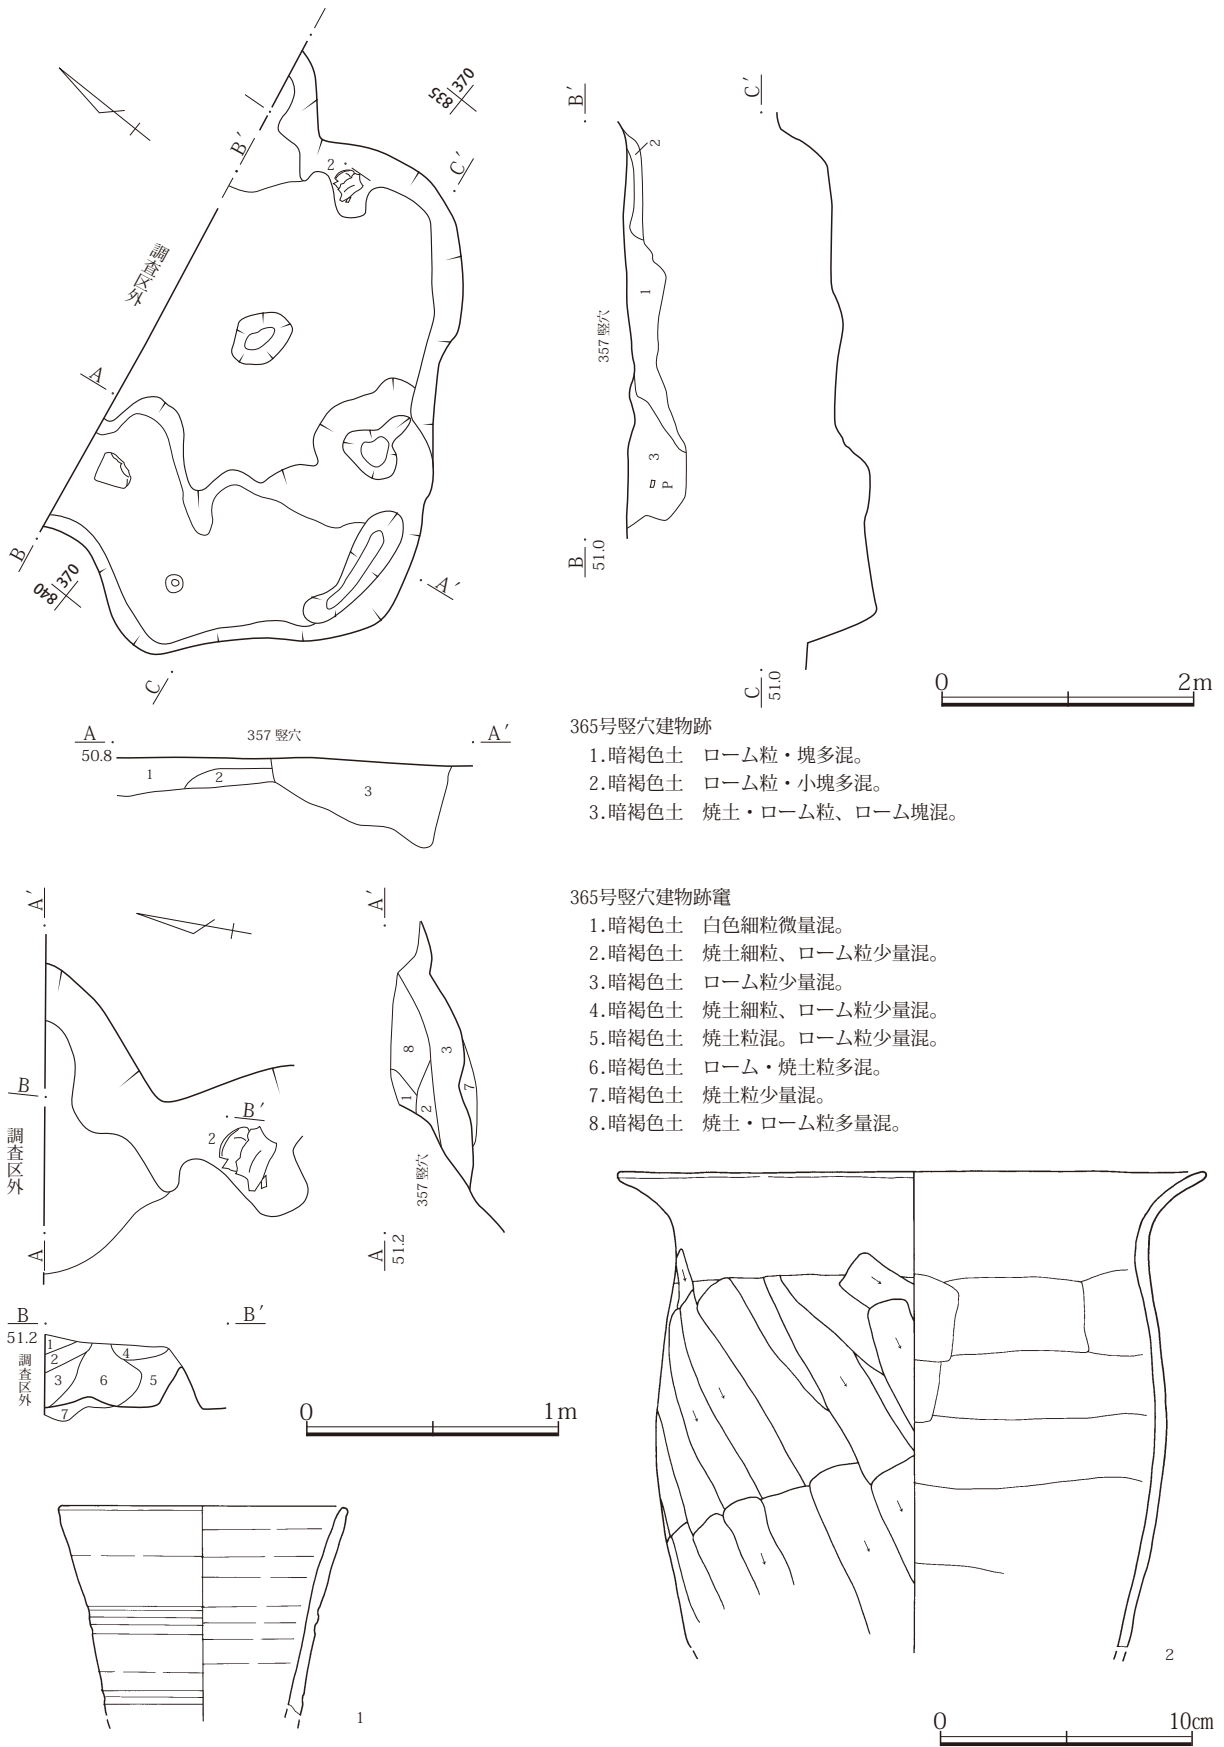 835 370
B′
C′
2
調査区外
A
B
840 370
A′
C
B′
2
1
357 竪穴
3
P
B
51.0
C′
C
51.0
0 2m
A
50.8
357 竪穴
A′
1
2
3
365号竪穴建物跡
1.暗褐色土 ローム粒・塊多混。
2.暗褐色土 ローム粒・小塊多混。
3.暗褐色土 焼土・ローム粒、ローム塊混。
365号竪穴建物跡竃
1.暗褐色土 白色細粒微量混。
2.暗褐色土 焼土細粒、ローム粒少量混。
3.暗褐色土 ローム粒少量混。
4.暗褐色土 焼土細粒、ローム粒少量混。
5.暗褐色土 焼土粒混。ローム粒少量混。
6.暗褐色土 ローム・焼土粒多混。
7.暗褐色土 焼土粒少量混。
8.暗褐色土 焼土・ローム粒多量混。
A′
B
B′
2
調査区外
A
A′
8
3
7
1
2
357 竪穴
A
51.2
B
51.2
B′
調査区外
1
2
3
4
5
6
7
0 1m
1
2
0 10cm